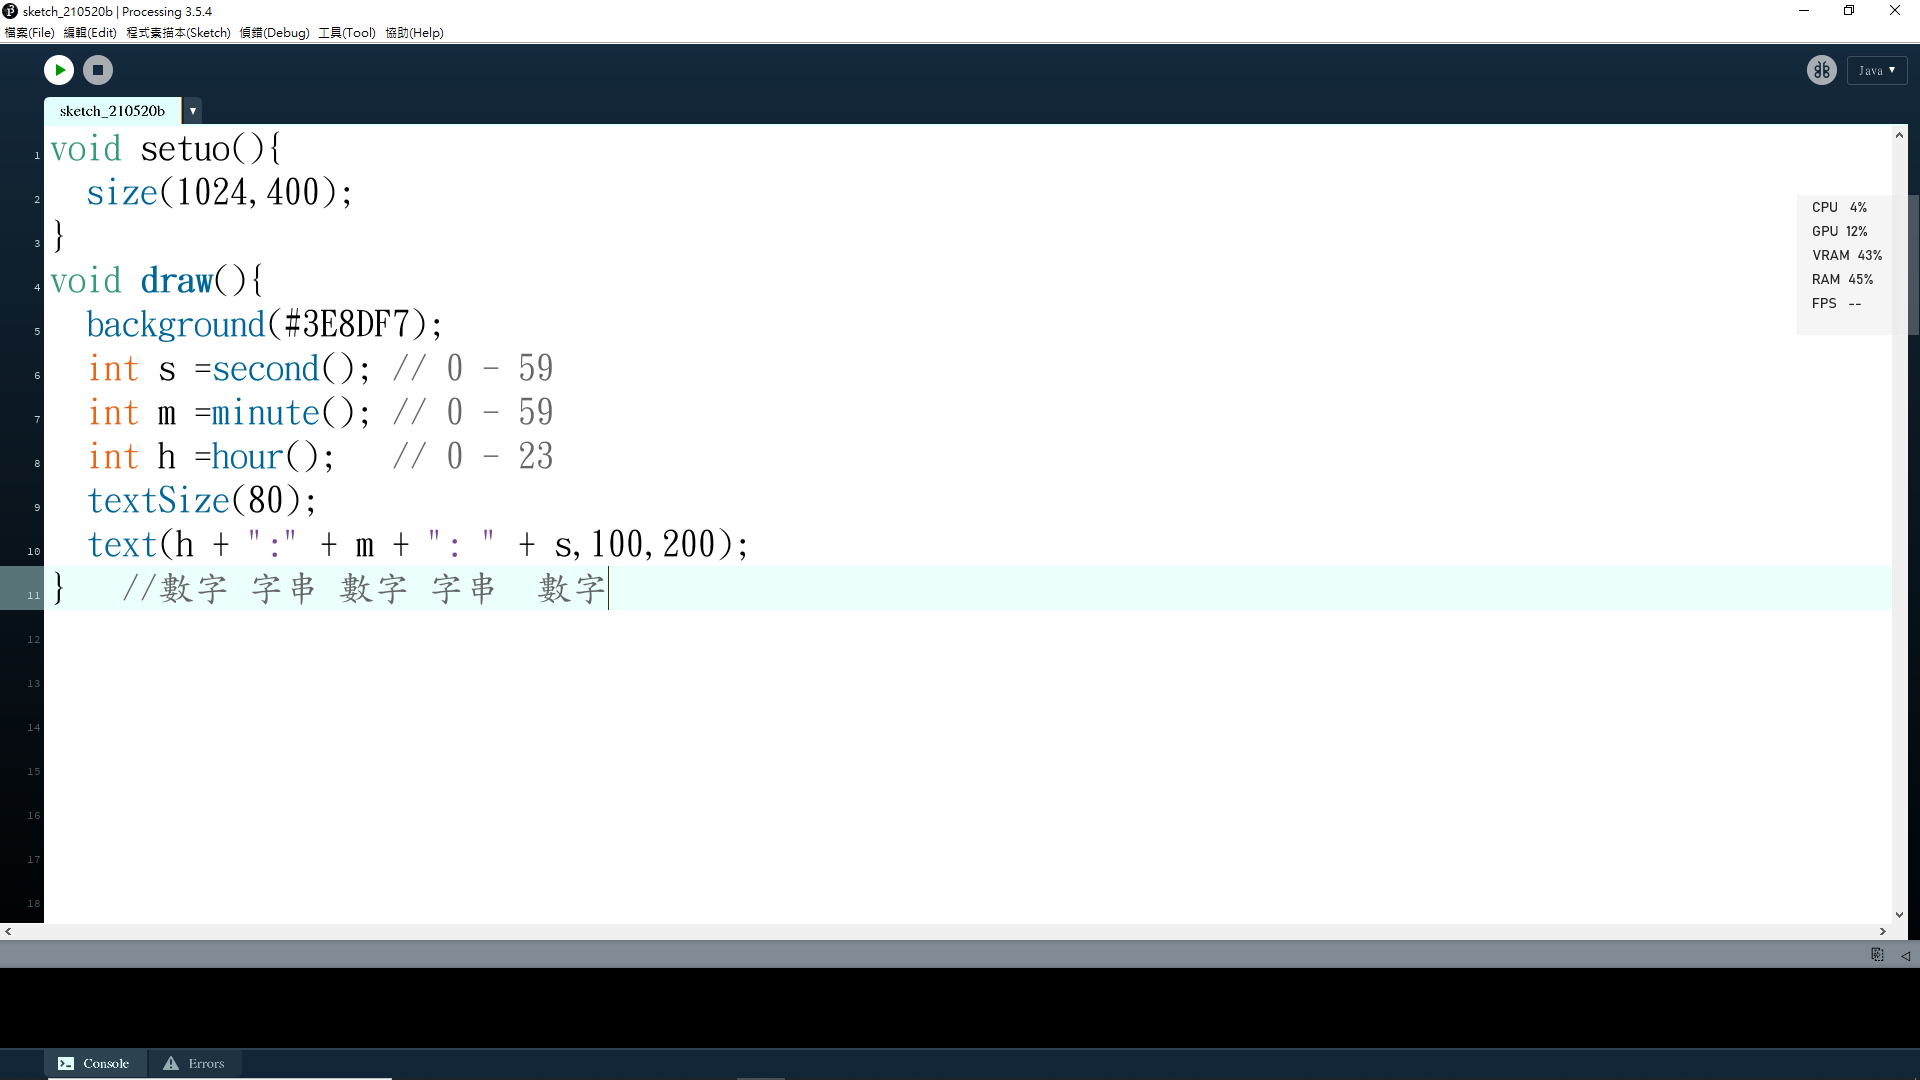 sketch_210520b | Processing 3.5.4
檔案(File) 編輯(Edit) 程式素描本(Sketch) 偵錯(Debug) 工具(Tool) 協助(Help)
Java ▼
sketch_210520b ▼
1 void setuo(){
2   size(1024,400);
3 }
4 void draw(){
5   background(#3E8DF7);
6   int s =second(); // 0 - 59
7   int m =minute(); // 0 - 59
8   int h =hour();   // 0 - 23
9   textSize(80);
10   text(h + ":" + m + ": " + s,100,200);
11 }   //數字 字串 數字 字串  數字
12
13
14
15
16
17
18
CPU 4%
GPU 12%
VRAM 43%
RAM 45%
FPS --
Console Errors